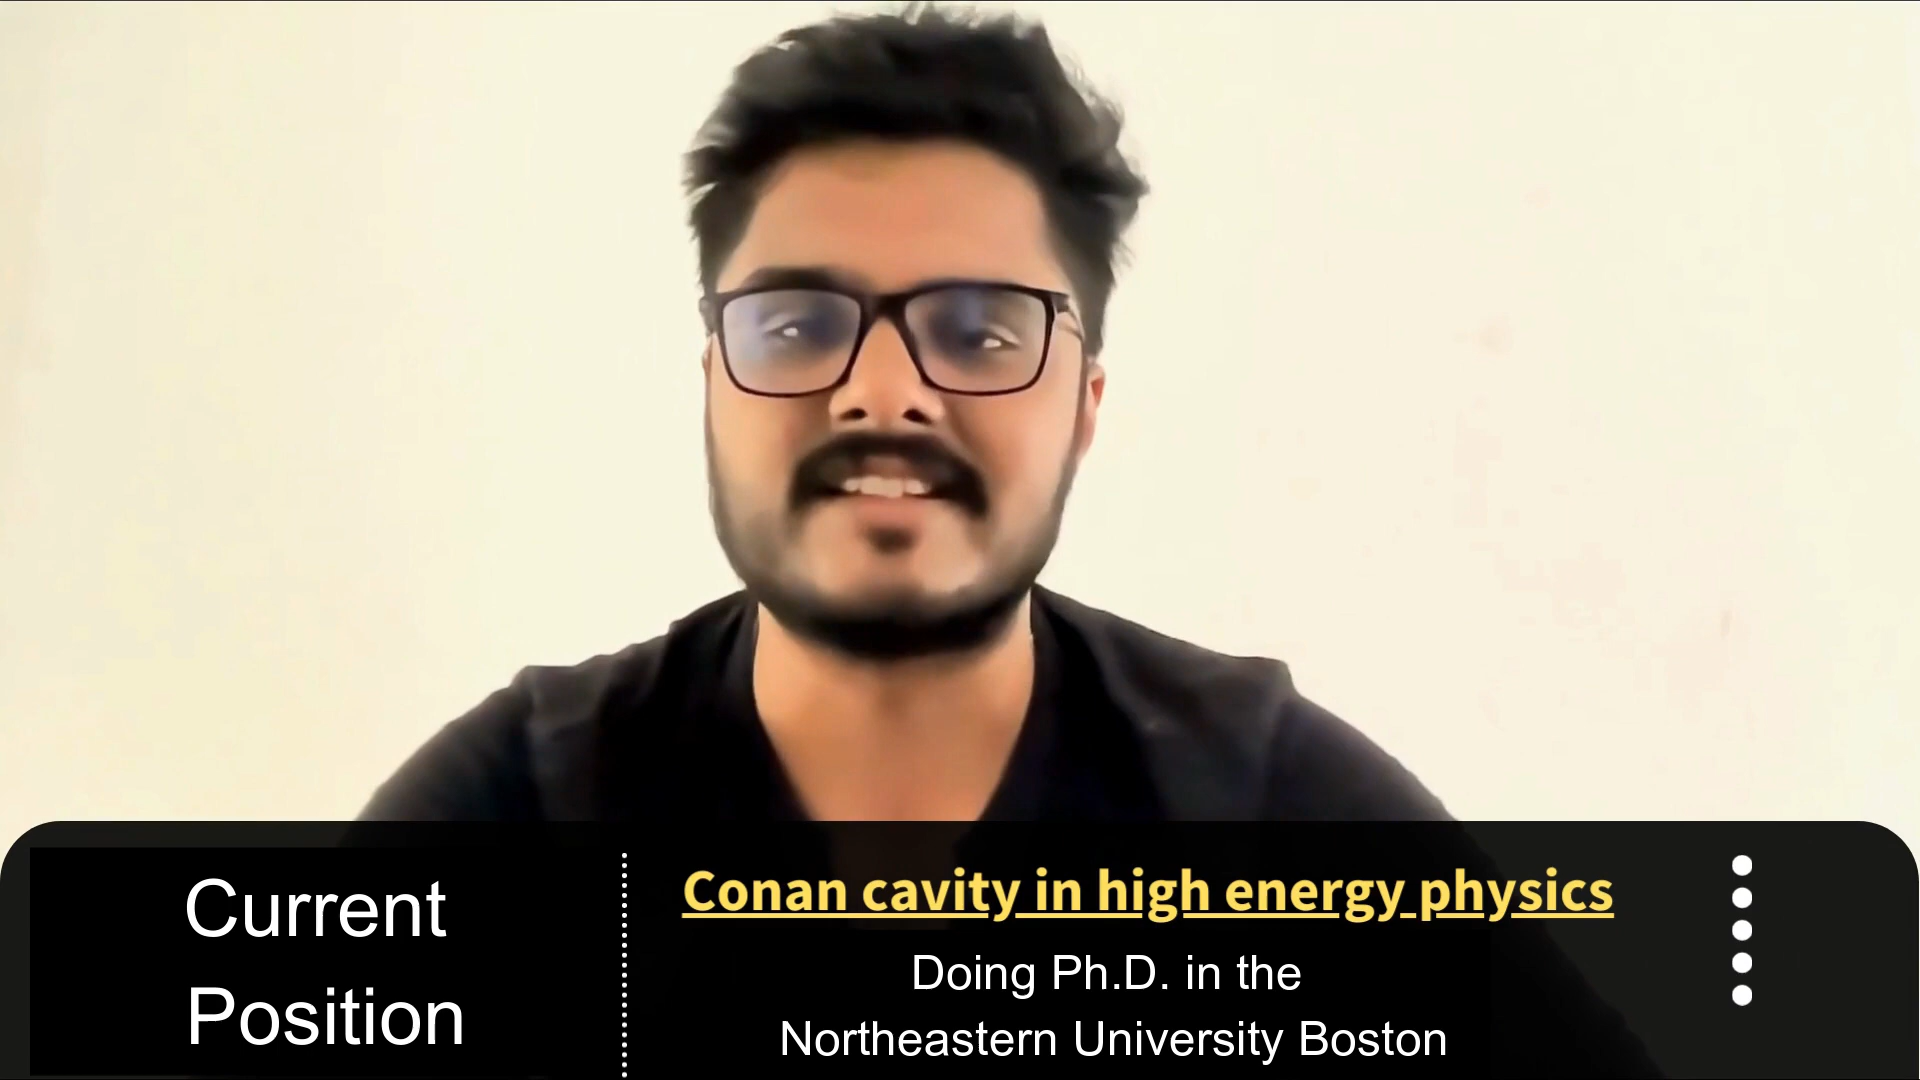 Current
Position
Conan cavity in high energy physics
Doing Ph.D. in the
Northeastern University Boston